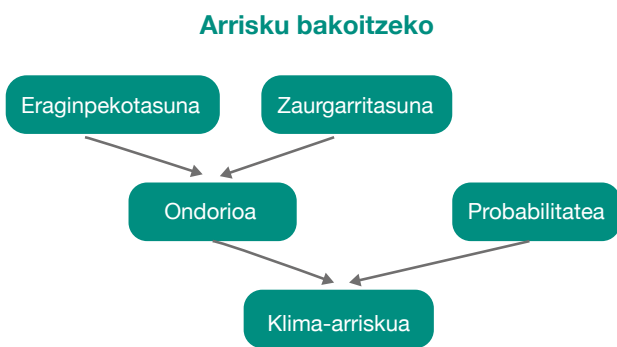 Arrisku bakoitzeko
Eraginpekotasuna
Zaurgarritasuna
Ondorioa
Probabilitatea
Klima-arriskua